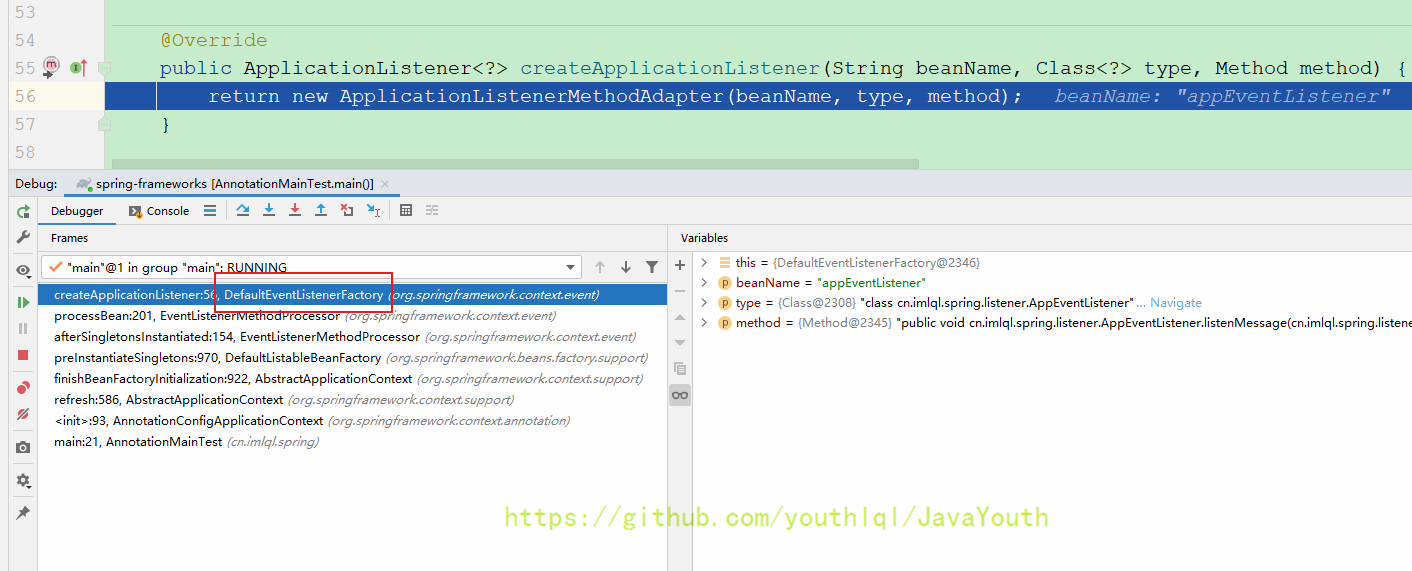 53
54 @Override
55 public ApplicationListener<?> createApplicationListener(String beanName, Class<?> type, Method method) {
56 return new ApplicationListenerMethodAdapter(beanName, type, method); beanName: "appEventListener"
57 }
58
Debug: spring-frameworks [AnnotationMainTest.main()]
Debugger Console
Frames
"main"@1 in group "main": RUNNING
createApplicationListener:56, DefaultEventListenerFactory (org.springframework.context.event)
processBean:201, EventListenerMethodProcessor (org.springframework.context.event)
afterSingletonsInstantiated:154, EventListenerMethodProcessor (org.springframework.context.event)
preInstantiateSingletons:970, DefaultListableBeanFactory (org.springframework.beans.factory.support)
finishBeanFactoryInitialization:922, AbstractApplicationContext (org.springframework.context.support)
refresh:586, AbstractApplicationContext (org.springframework.context.support)
<init>:93, AnnotationConfigApplicationContext (org.springframework.context.annotation)
main:21, AnnotationMainTest (cn.imlql.spring)
Variables
this = {DefaultEventListenerFactory@2346}
beanName = "appEventListener"
type = {Class@2308} "class cn.imlql.spring.listener.AppEventListener" ... Navigate
method = {Method@2345} "public void cn.imlql.spring.listener.AppEventListener.listenMessage(cn.imlql.spring.listene
https://github.com/youthlql/JavaYouth